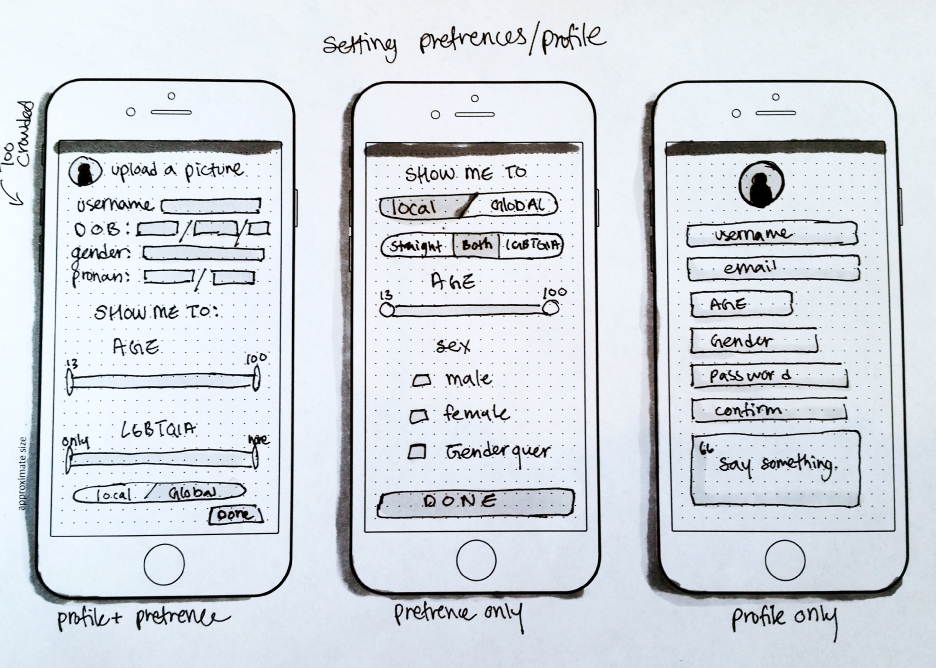 setting prefrences/profile
Too
Crowded
upload a picture
username
DOB: / /
gender:
pronan: /
SHOW ME TO:
AGE
13 100
LGBTQIA
only none
local / Global
Done
approximate size
profile + prefrence
SHOW ME TO
local / GLOBAL
straight Both LGBTQIA
AGE
13 100
sex
male
female
Genderquer
DONE
prefrence only
username
email
AGE
Gender
password
confirm
“ say something.
profile only